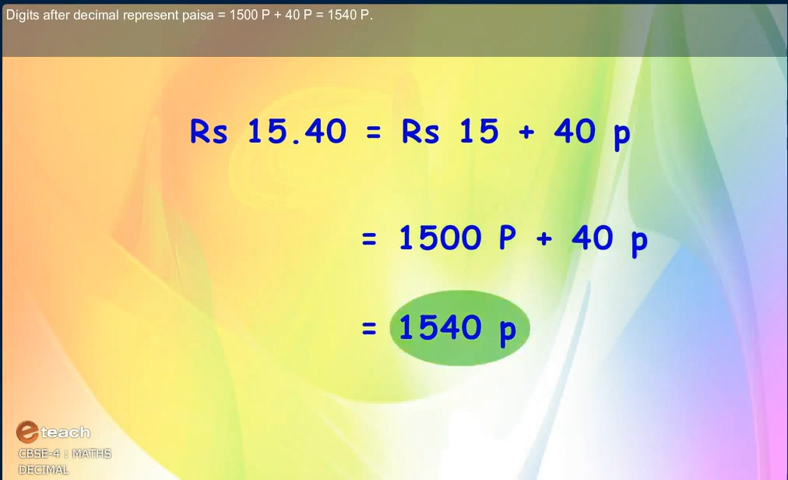 Digits after decimal represent paisa = 1500 P + 40 P = 1540 P.
Rs 15.40 = Rs 15 + 40 p
= 1500 P + 40 p
= 1540 p
e teach
CBSE-4 : MATHS
DECIMAL